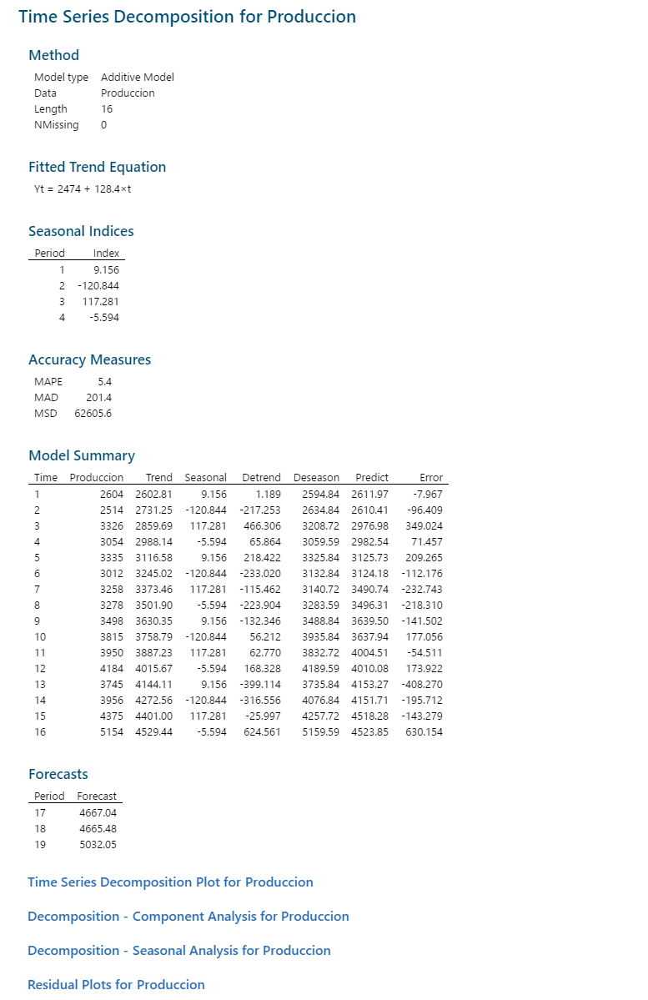 Time Series Decomposition for Produccion
Method
Model type Additive Model
Data Produccion
Length 16
NMissing 0
Fitted Trend Equation
Yt = 2474 + 128.4×t
Seasonal Indices
Period Index
1 9.156
2 -120.844
3 117.281
4 -5.594
Accuracy Measures
MAPE 5.4
MAD 201.4
MSD 62605.6
Model Summary
Time Produccion Trend Seasonal Detrend Deseason Predict Error
1 2604 2602.81 9.156 1.189 2594.84 2611.97 -7.967
2 2514 2731.25 -120.844 -217.253 2634.84 2610.41 -96.409
3 3326 2859.69 117.281 466.306 3208.72 2976.98 349.024
4 3054 2988.14 -5.594 65.864 3059.59 2982.54 71.457
5 3335 3116.58 9.156 218.422 3325.84 3125.73 209.265
6 3012 3245.02 -120.844 -233.020 3132.84 3124.18 -112.176
7 3258 3373.46 117.281 -115.462 3140.72 3490.74 -232.743
8 3278 3501.90 -5.594 -223.904 3283.59 3496.31 -218.310
9 3498 3630.35 9.156 -132.346 3488.84 3639.50 -141.502
10 3815 3758.79 -120.844 56.212 3935.84 3637.94 177.056
11 3950 3887.23 117.281 62.770 3832.72 4004.51 -54.511
12 4184 4015.67 -5.594 168.328 4189.59 4010.08 173.922
13 3745 4144.11 9.156 -399.114 3735.84 4153.27 -408.270
14 3956 4272.56 -120.844 -316.556 4076.84 4151.71 -195.712
15 4375 4401.00 117.281 -25.997 4257.72 4518.28 -143.279
16 5154 4529.44 -5.594 624.561 5159.59 4523.85 630.154
Forecasts
Period Forecast
17 4667.04
18 4665.48
19 5032.05
Time Series Decomposition Plot for Produccion
Decomposition - Component Analysis for Produccion
Decomposition - Seasonal Analysis for Produccion
Residual Plots for Produccion